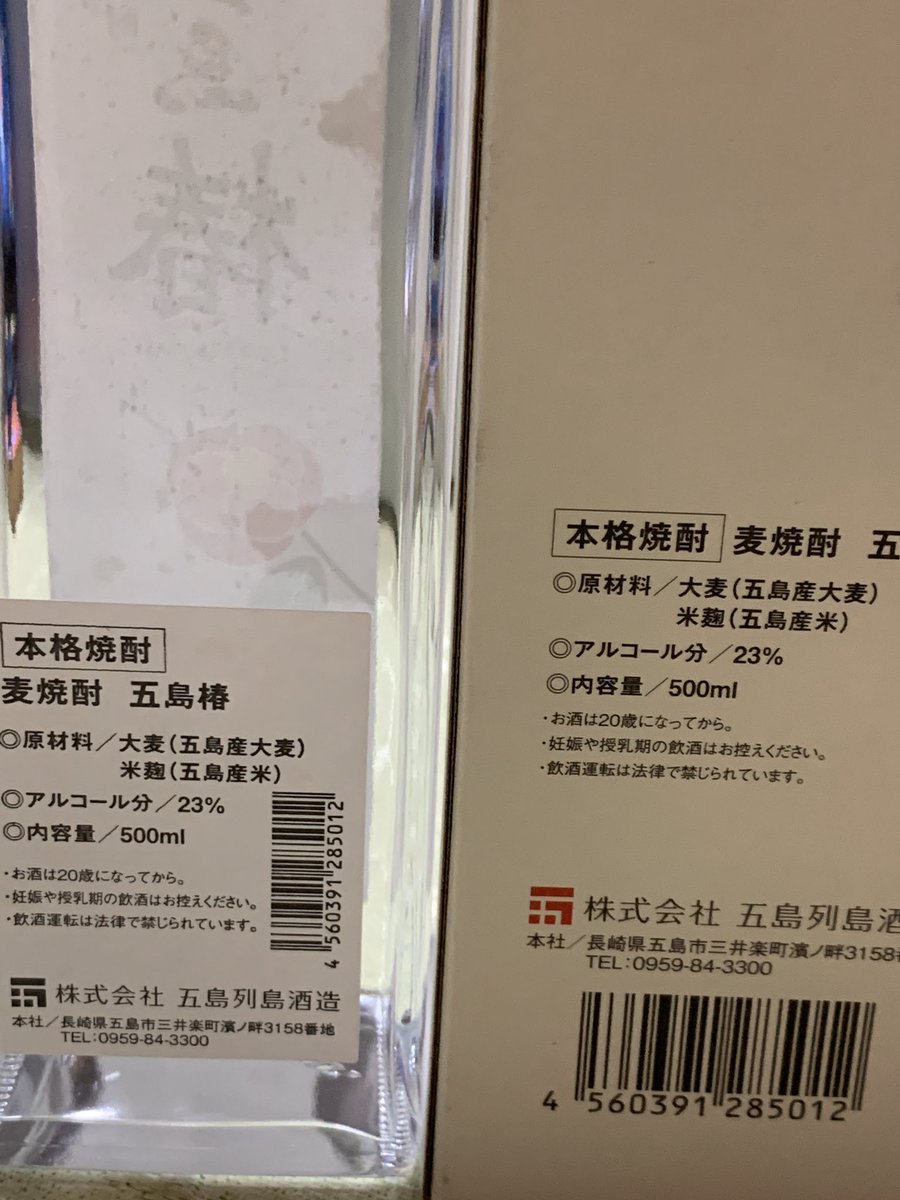 椿
本格焼酎
麦焼酎 五島椿
◎原材料/大麦(五島産大麦)
米麹(五島産米)
◎アルコール分/23%
◎内容量/500ml
・お酒は20歳になってから。
・妊娠や授乳期の飲酒はお控えください。
・飲酒運転は法律で禁じられています。
4 560391 285012
株式会社 五島列島酒造
本社/長崎県五島市三井楽町濱ノ畔3158番地
TEL:0959-84-3300
本格焼酎 麦焼酎 五
◎原材料/大麦(五島産大麦)
米麹(五島産米)
◎アルコール分/23%
◎内容量/500ml
・お酒は20歳になってから。
・妊娠や授乳期の飲酒はお控えください。
・飲酒運転は法律で禁じられています。
株式会社 五島列島酒
本社/長崎県五島市三井楽町濱ノ畔3158番
TEL:0959-84-3300
4 560391 285012